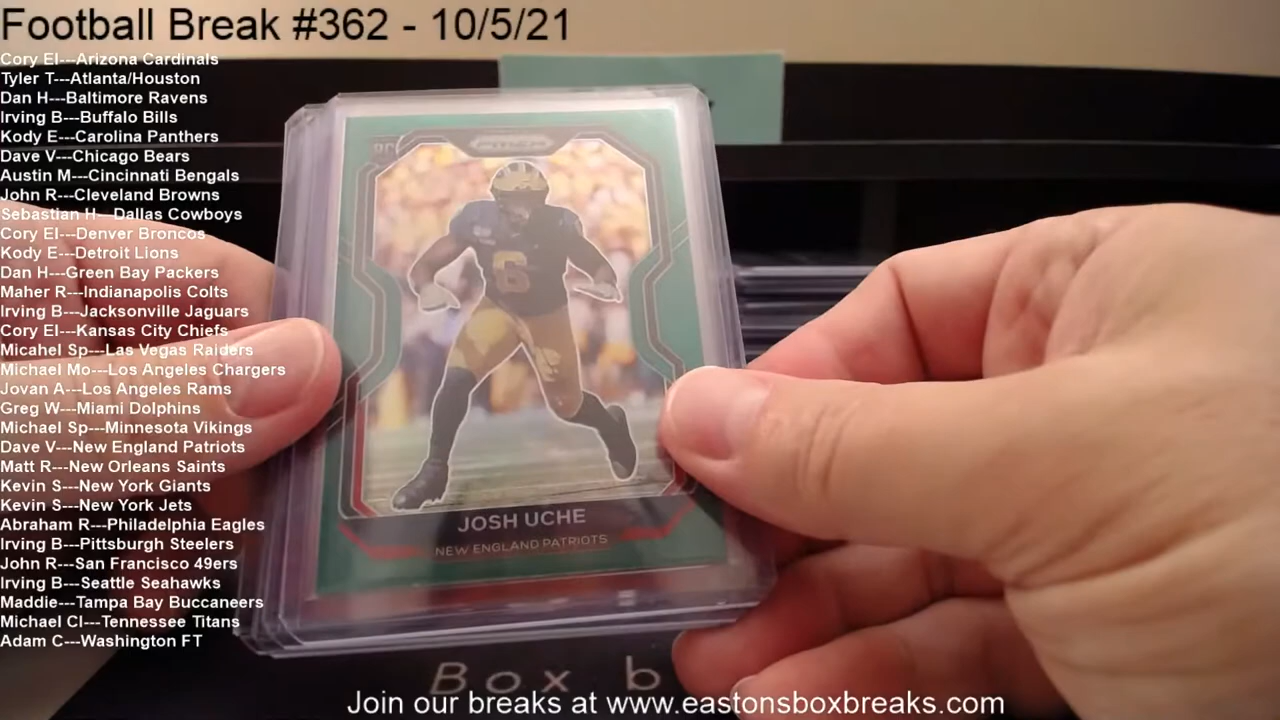 Football Break #362 - 10/5/21
Cory El---Arizona Cardinals
Tyler T---Atlanta/Houston
Dan H---Baltimore Ravens
Irving B---Buffalo Bills
Kody E---Carolina Panthers
Dave V---Chicago Bears
Austin M---Cincinnati Bengals
John R---Cleveland Browns
Sebastian H---Dallas Cowboys
Cory El---Denver Broncos
Kody E---Detroit Lions
Dan H---Green Bay Packers
Maher R---Indianapolis Colts
Irving B---Jacksonville Jaguars
Cory El---Kansas City Chiefs
Micahel Sp---Las Vegas Raiders
Michael Mo---Los Angeles Chargers
Jovan A---Los Angeles Rams
Greg W---Miami Dolphins
Michael Sp---Minnesota Vikings
Dave V---New England Patriots
Matt R---New Orleans Saints
Kevin S---New York Giants
Kevin S---New York Jets
Abraham R---Philadelphia Eagles
Irving B---Pittsburgh Steelers
John R---San Francisco 49ers
Irving B---Seattle Seahawks
Maddie---Tampa Bay Buccaneers
Michael Cl---Tennessee Titans
Adam C---Washington FT
RC
PRIZM
6
JOSH UCHE
NEW ENGLAND PATRIOTS
Box b
Join our breaks at www.eastonsboxbreaks.com